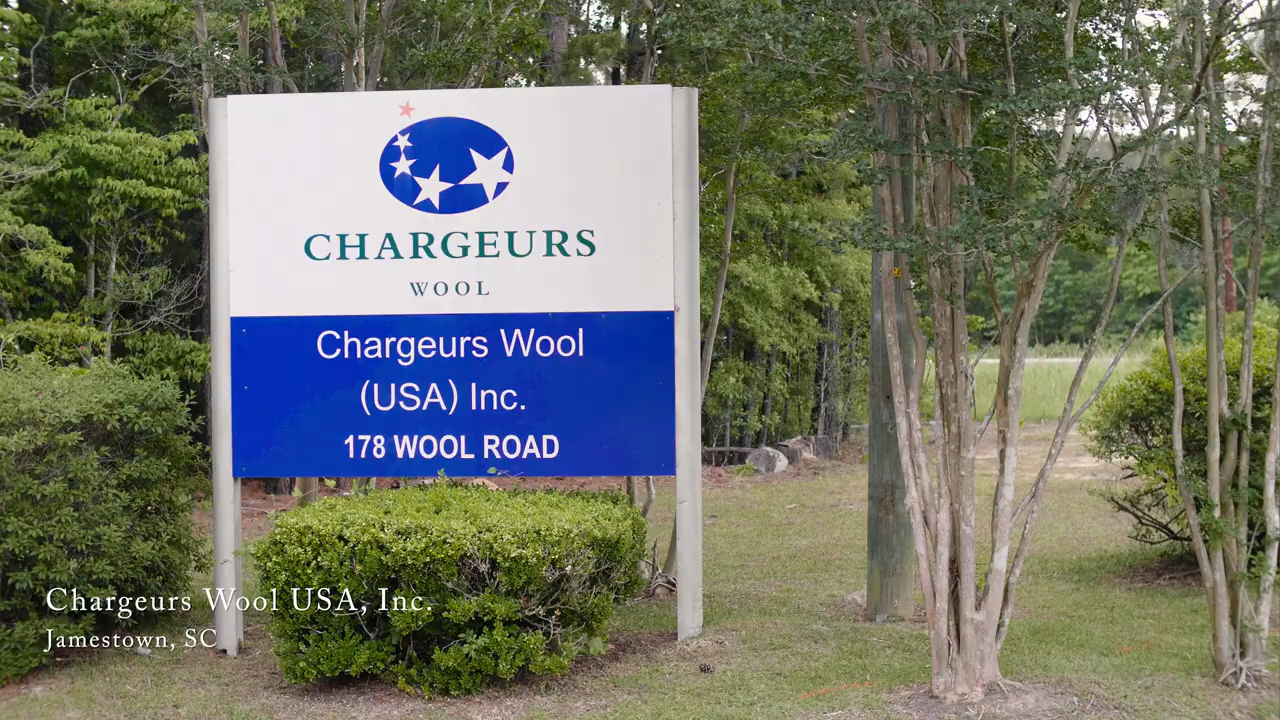 CHARGEURS
WOOL
Chargeurs Wool
(USA) Inc.
178 WOOL ROAD
Chargeurs Wool USA, Inc.
Jamestown, SC